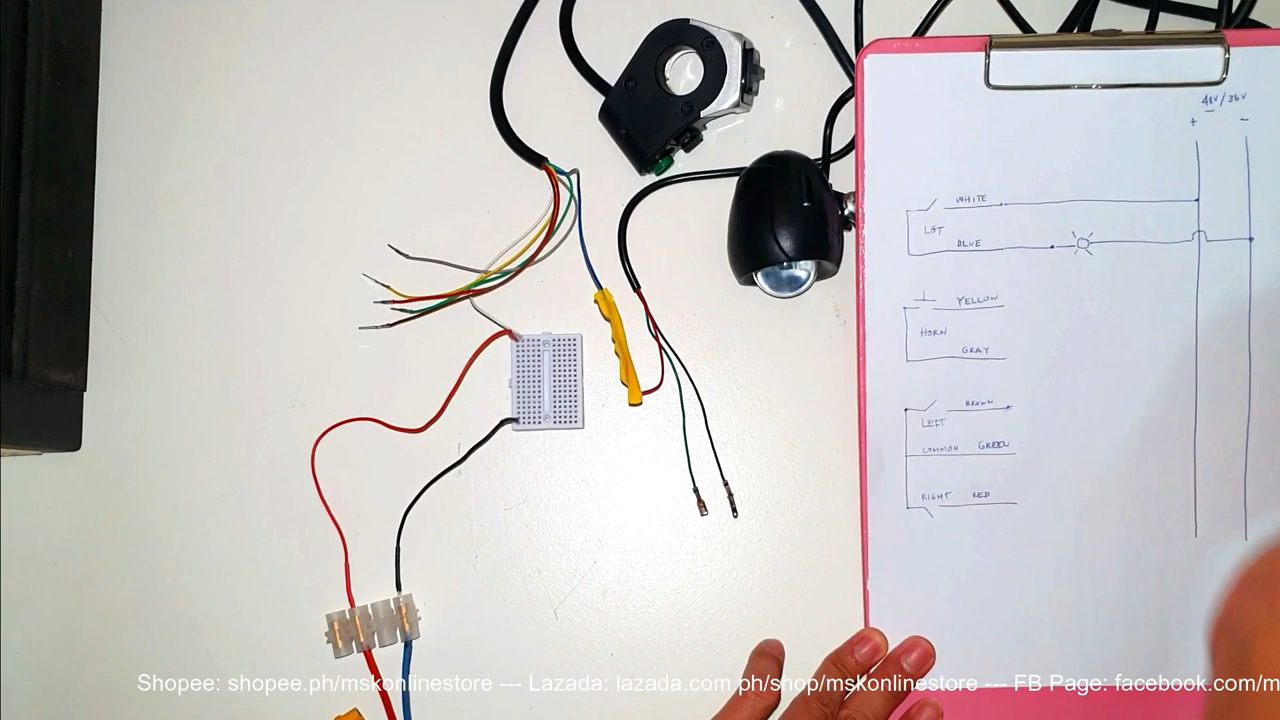 48V/36V
+ -
WHITE
LGT
BLUE
YELLOW
HORN
GRAY
BROWN
LEFT
COMMON GREEN
RIGHT RED
Shopee: shopee.ph/mskonlinestore --- Lazada: lazada.com.ph/shop/mskonlinestore --- FB Page: facebook.com/m